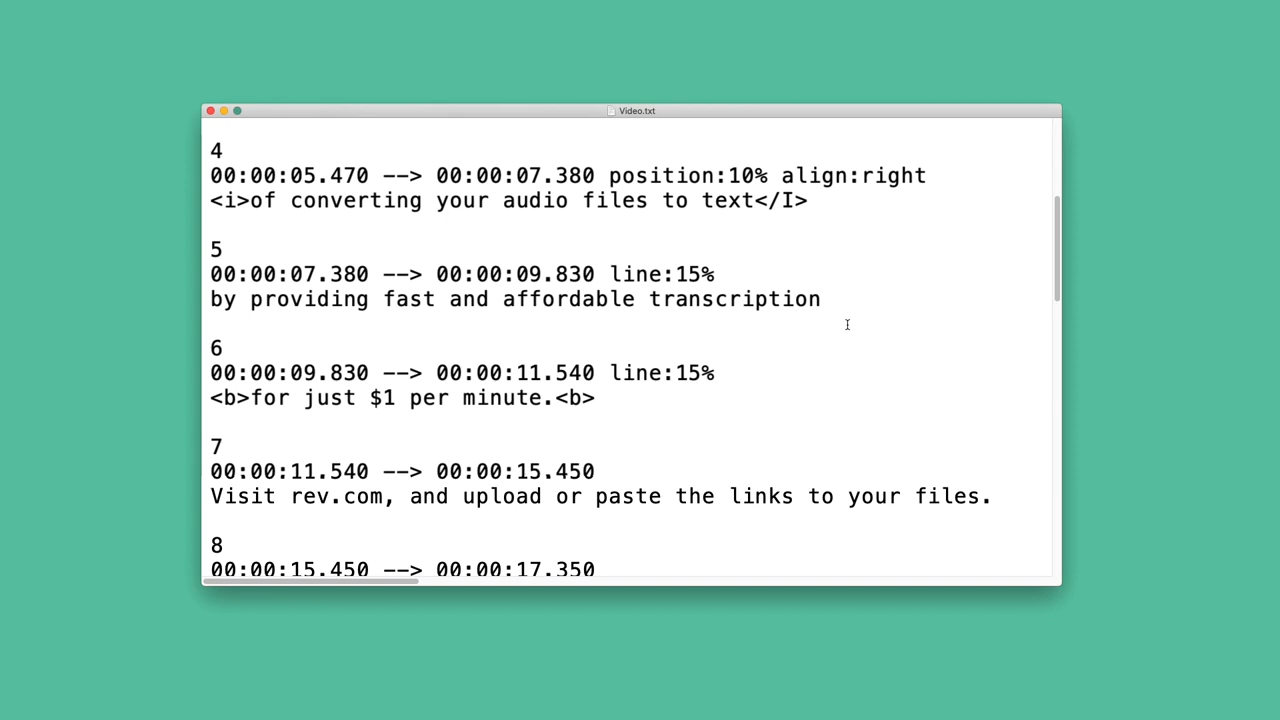 Video.txt
4
00:00:05.470 --> 00:00:07.380 position:10% align:right
<i>of converting your audio files to text</I>
5
00:00:07.380 --> 00:00:09.830 line:15%
by providing fast and affordable transcription
6
00:00:09.830 --> 00:00:11.540 line:15%
<b>for just $1 per minute.<b>
7
00:00:11.540 --> 00:00:15.450
Visit rev.com, and upload or paste the links to your files.
8
00:00:15.450 --> 00:00:17.350